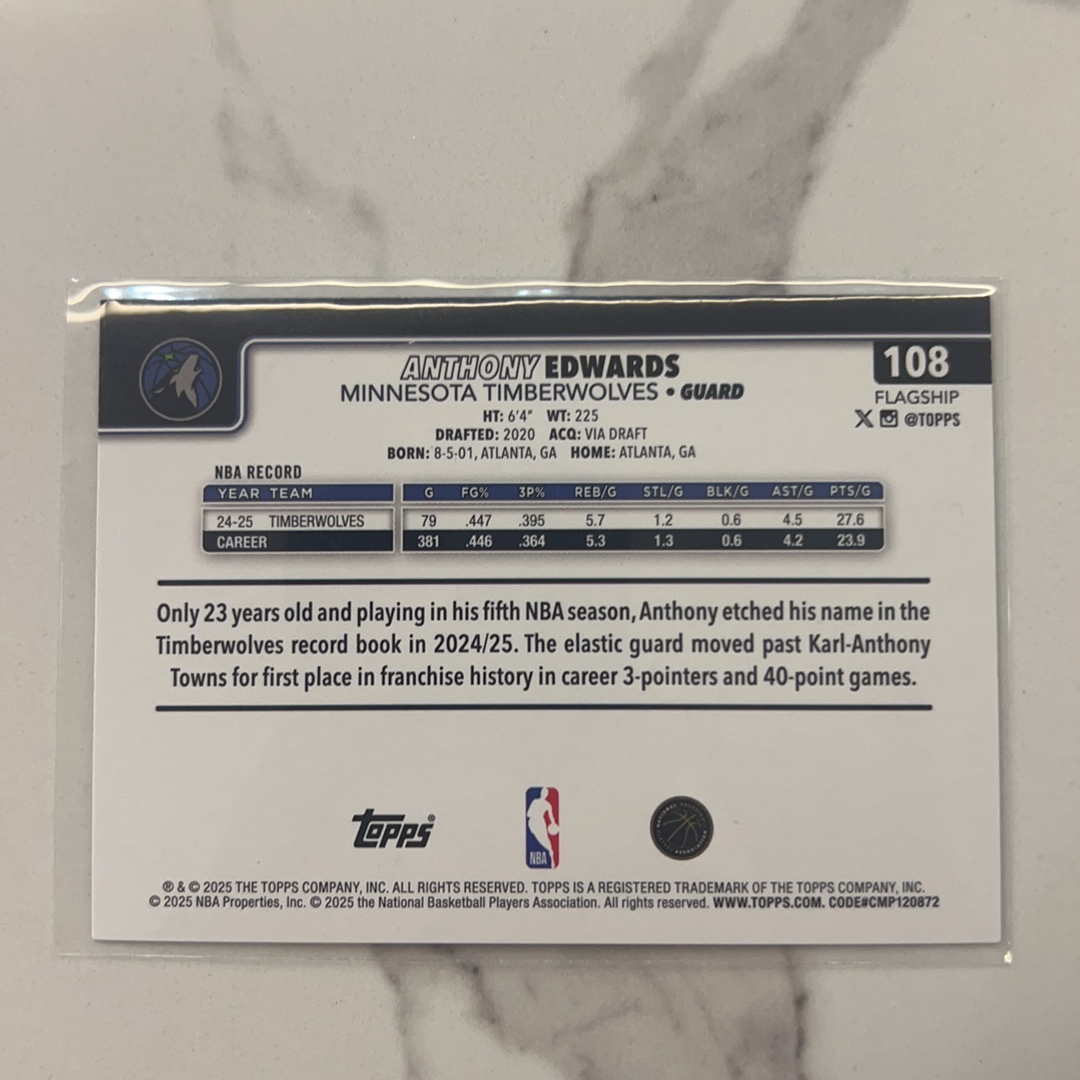 ANTHONY EDWARDS
108
MINNESOTA TIMBERWOLVES • GUARD
FLAGSHIP
HT: 6'4" WT: 225
@TOPPS
DRAFTED: 2020 ACQ: VIA DRAFT
BORN: 8-5-01, ATLANTA, GA HOME: ATLANTA, GA
NBA RECORD
YEAR TEAM G FG% 3P% REB/G STL/G BLK/G AST/G PTS/G
24-25 TIMBERWOLVES 79 .447 .395 5.7 1.2 0.6 4.5 27.6
CAREER 381 .446 .364 5.3 1.3 0.6 4.2 23.9
Only 23 years old and playing in his fifth NBA season, Anthony etched his name in the
Timberwolves record book in 2024/25. The elastic guard moved past Karl-Anthony
Towns for first place in franchise history in career 3-pointers and 40-point games.
topps®
NBA
® & © 2025 THE TOPPS COMPANY, INC. ALL RIGHTS RESERVED. TOPPS IS A REGISTERED TRADEMARK OF THE TOPPS COMPANY, INC.
© 2025 NBA Properties, Inc. © 2025 the National Basketball Players Association. All rights reserved. WWW.TOPPS.COM. CODE#CMP120872